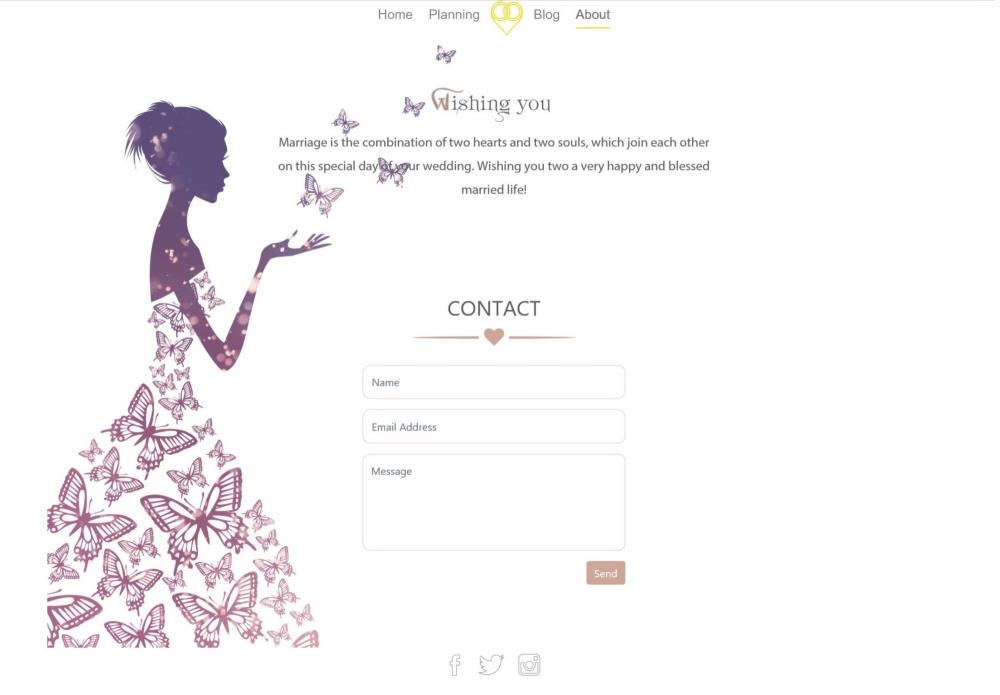 Home Planning Blog About
Wishing you
Marriage is the combination of two hearts and two souls, which join each other
on this special day of your wedding. Wishing you two a very happy and blessed
married life!
CONTACT
Name
Email Address
Message
Send